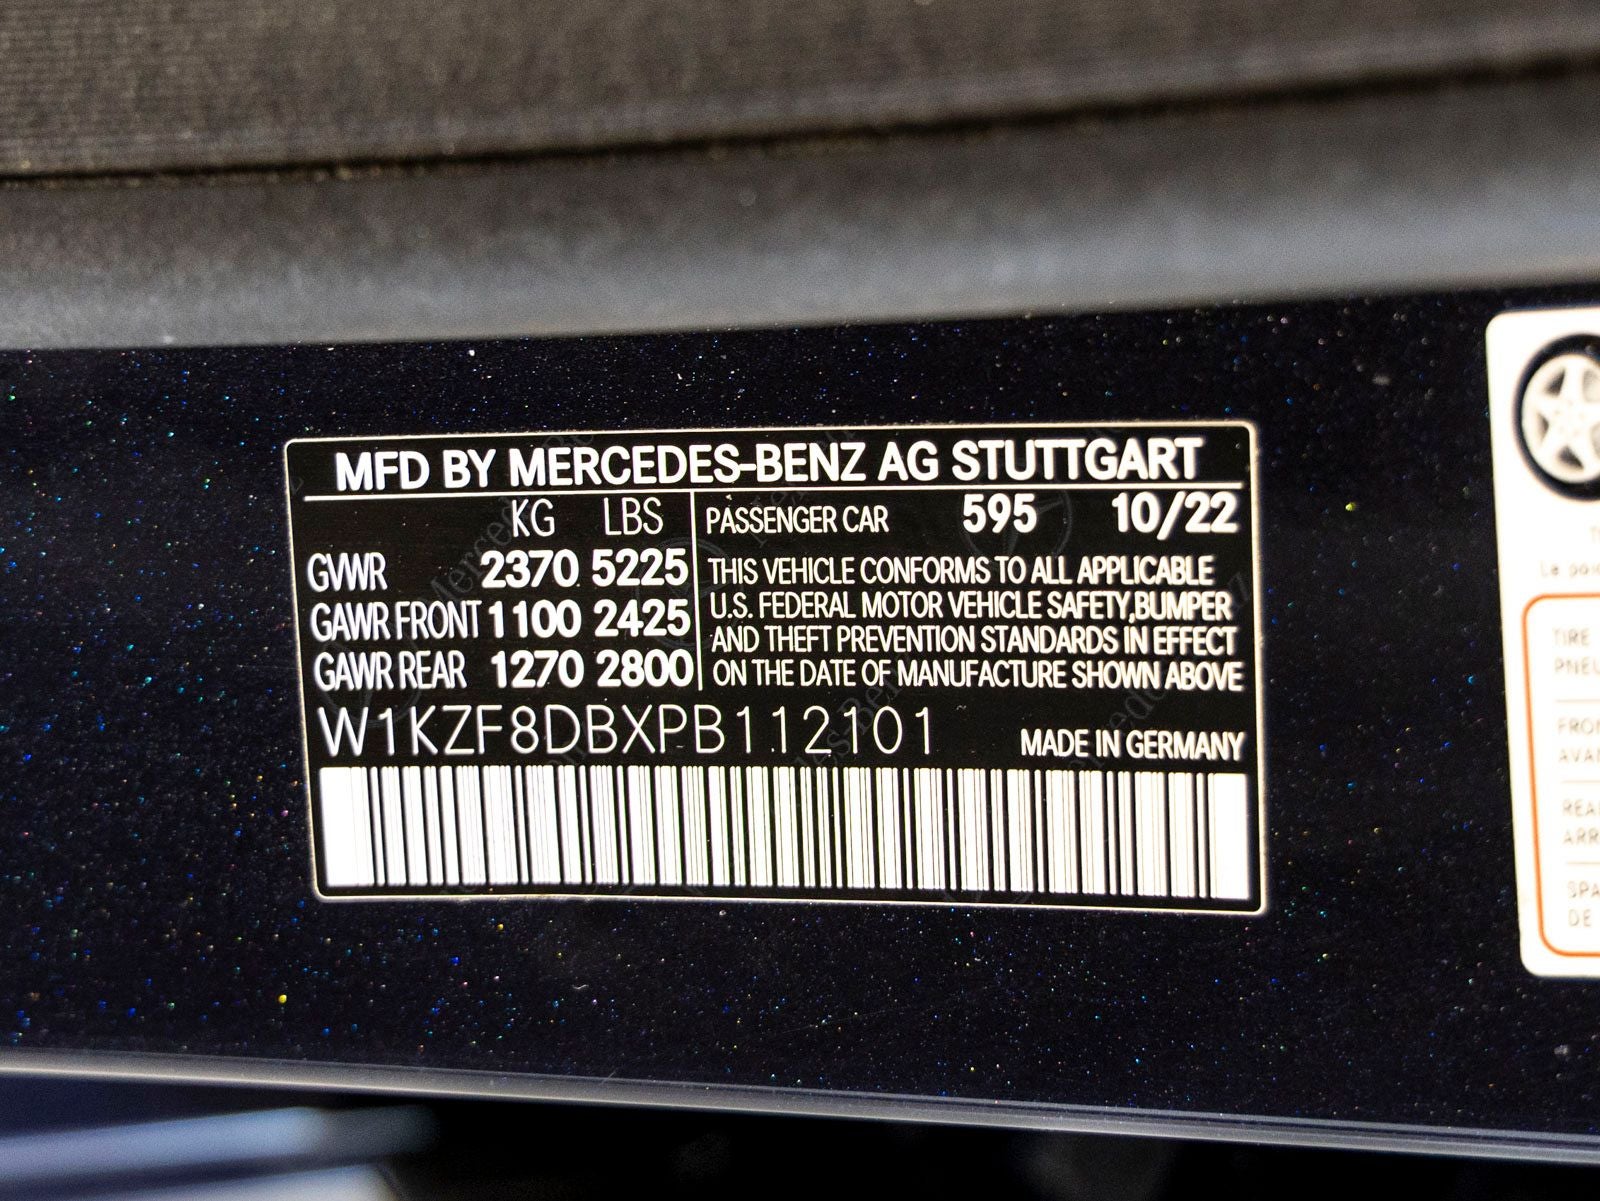 MFD BY MERCEDES-BENZ AG STUTTGART
KG LBS
GVWR 2370 5225
GAWR FRONT 1100 2425
GAWR REAR 1270 2800
PASSENGER CAR 595 10/22
THIS VEHICLE CONFORMS TO ALL APPLICABLE
U.S. FEDERAL MOTOR VEHICLE SAFETY,BUMPER
AND THEFT PREVENTION STANDARDS IN EFFECT
ON THE DATE OF MANUFACTURE SHOWN ABOVE
W1KZF8DBXPB112101
MADE IN GERMANY
TIRE